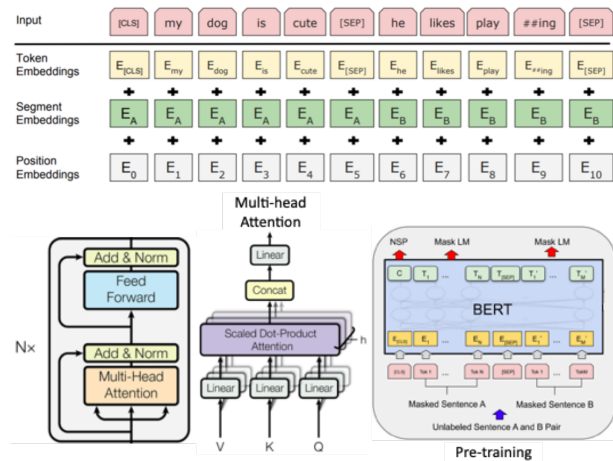 Input [CLS] my dog is cute [SEP] he likes play ##ing [SEP]
Token Embeddings E[CLS] Emy Edog Eis Ecute E[SEP] Ehe Elikes Eplay E##ing E[SEP]
Segment Embeddings EA EA EA EA EA EA EB EB EB EB EB
Position Embeddings E0 E1 E2 E3 E4 E5 E6 E7 E8 E9 E10
Add & Norm
Feed Forward
N×
Add & Norm
Multi-Head Attention
Multi-head Attention
Linear
Concat
Scaled Dot-Product Attention
h
Linear Linear Linear
V K Q
NSP Mask LM Mask LM
C T1 ... TN T[SEP] T1' ... TM'
BERT
E[CLS] E1 ... EN E[SEP] E1' ... EM'
[CLS] Tok 1 ... Tok N [SEP] Tok 1 ... TokM
Masked Sentence A Masked Sentence B
Unlabeled Sentence A and B Pair
Pre-training